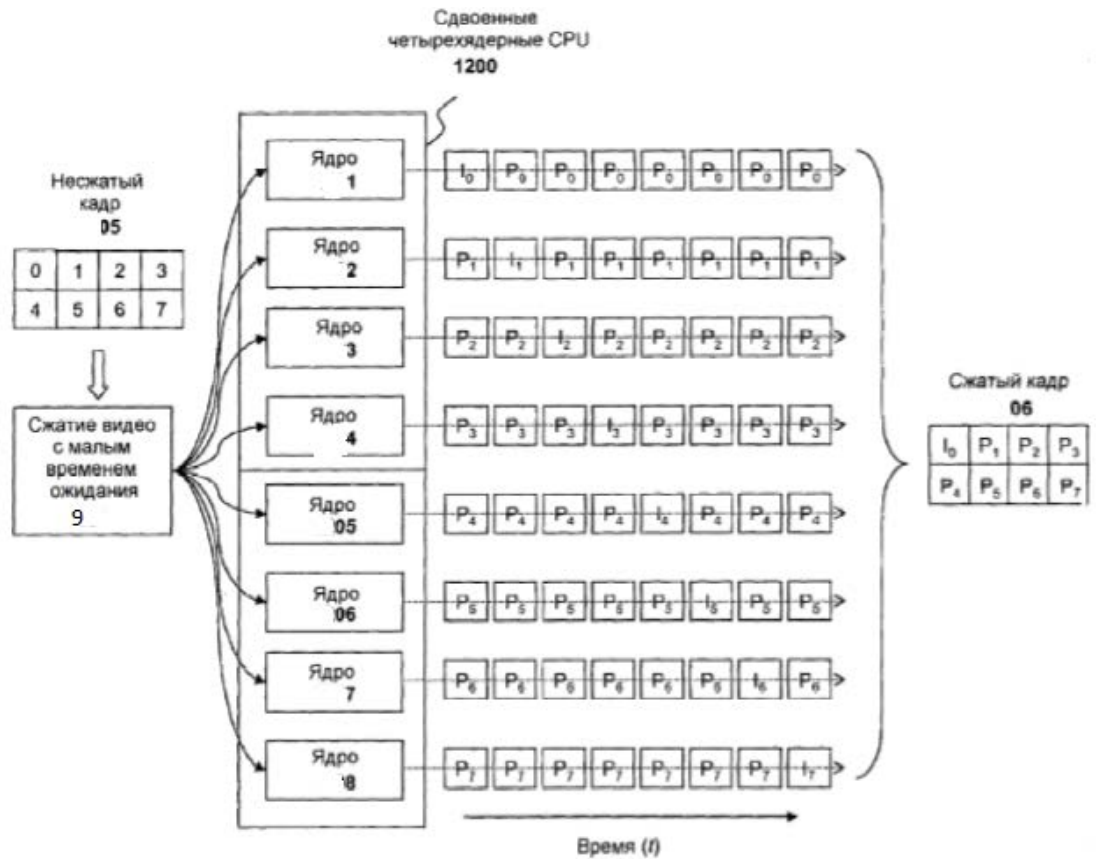 Сдвоенные
четырехядерные CPU
1200
Несжатый
кадр
05
0 1 2 3
4 5 6 7
Сжатие видео
с малым
временем
ожидания
9
Ядро
1
I0 P0 P0 P0 P0 P0 P0 P0
Ядро
2
P1 I1 P1 P1 P1 P1 P1 P1
Ядро
3
P2 P2 I2 P2 P2 P2 P2 P2
Ядро
4
P3 P3 P3 I3 P3 P3 P3 P3
Ядро
05
P4 P4 P4 P4 I4 P4 P4 P4
Ядро
06
P5 P5 P5 P5 P5 I5 P5 P5
Ядро
7
P6 P6 P6 P6 P6 P6 I6 P6
Ядро
8
P7 P7 P7 P7 P7 P7 P7 I7
Время (t)
Сжатый кадр
06
I0 P1 P2 P3
P4 P5 P6 P7